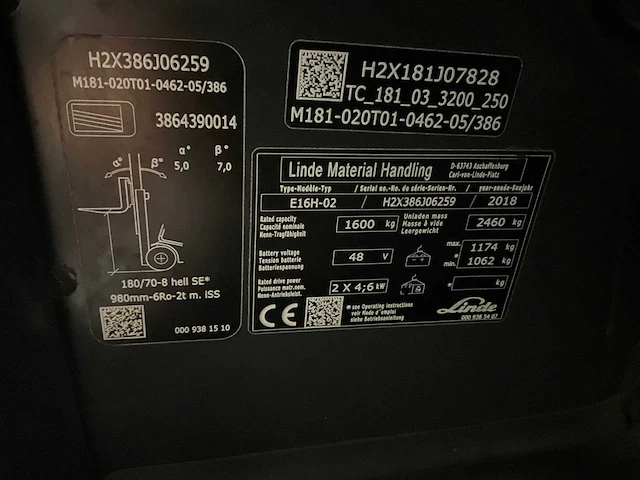 H2X386J06259
M181-020T01-0462-05/386
3864390014
α° β°
5,0 7,0
α° β°
180/70-8 hell SE*
980mm-6Ro-2t m. iSS
000 938 15 10
H2X181J07828
TC_181_03_3200_250
M181-020T01-0462-05/386
Linde Material Handling
D-63743 Aschaffenburg
Carl-von-Linde-Platz
Type-Modèle-Typ / Serial no.-No. de série-Serien-Nr. / year-année-Baujahr
E16H-02 / H2X386J06259 / 2018
Rated capacity
Capacité nominale
Nenn-Tragfähigkeit
1600 kg
Unladen mass
Masse à vide
Leergewicht
2460 kg
Battery voltage
Tension batterie
Batteriespannung
48 V
max. 1174 kg
* min. 1062 kg
Rated drive power
Puissance motr.nom.
Nenn-Antriebsleist.
2 X 4;6 kW
* kg
CE
* see Operating instructions
voir Mode d'emploi
siehe Betriebsanleitung
Linde
000 938 54 07